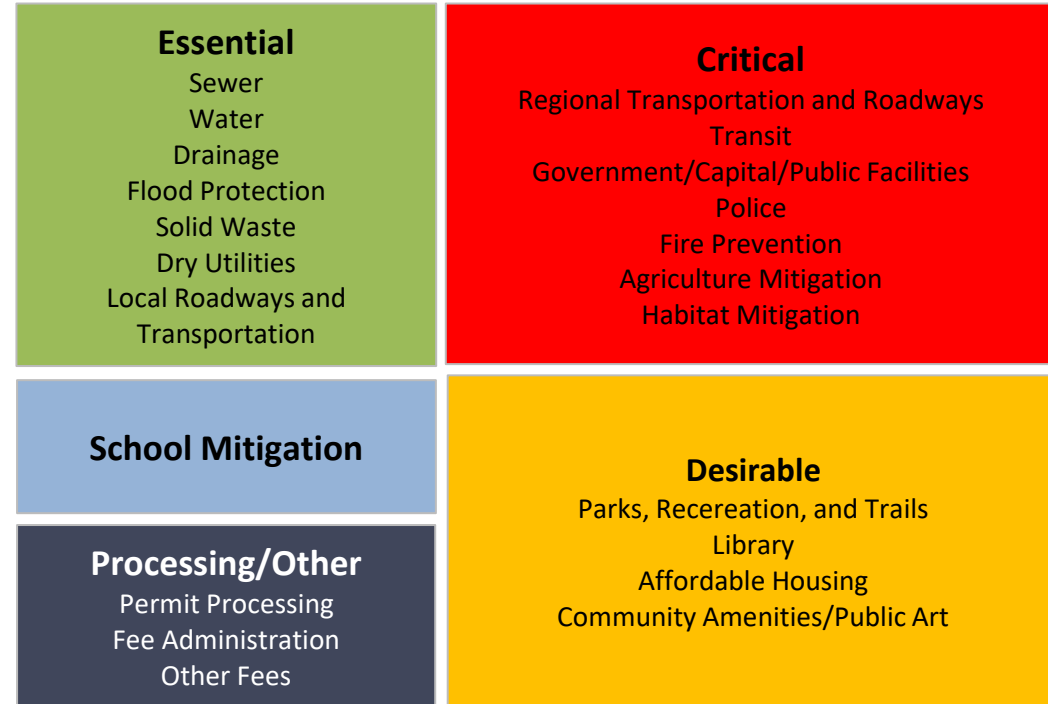 Essential
Sewer
Water
Drainage
Flood Protection
Solid Waste
Dry Utilities
Local Roadways and
Transportation
Critical
Regional Transportation and Roadways
Transit
Government/Capital/Public Facilities
Police
Fire Prevention
Agriculture Mitigation
Habitat Mitigation
School Mitigation
Desirable
Parks, Recereation, and Trails
Library
Affordable Housing
Community Amenities/Public Art
Processing/Other
Permit Processing
Fee Administration
Other Fees